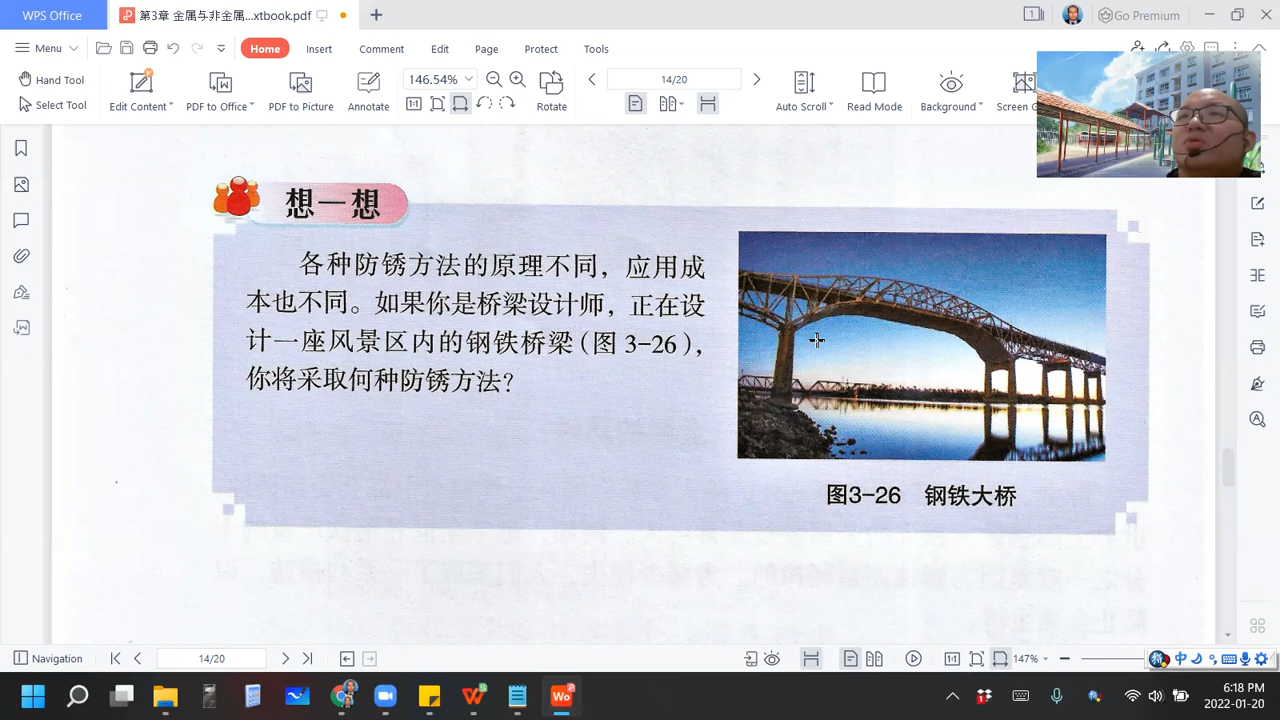 WPS Office
第3章 金属与非金属...xtbook.pdf
Go Premium
Menu
Home
Insert
Comment
Edit
Page
Protect
Tools
Hand Tool
Select Tool
Edit Content
PDF to Office
PDF to Picture
Annotate
146.54%
Rotate
14/20
Auto Scroll
Read Mode
Background
Screen G
想一想
各种防锈方法的原理不同，应用成
本也不同。如果你是桥梁设计师，正在设
计一座风景区内的钢铁桥梁(图 3-26)，
你将采取何种防锈方法？
图3-26 钢铁大桥
Navigation
14/20
147%
中
6:18 PM
2022-01-20